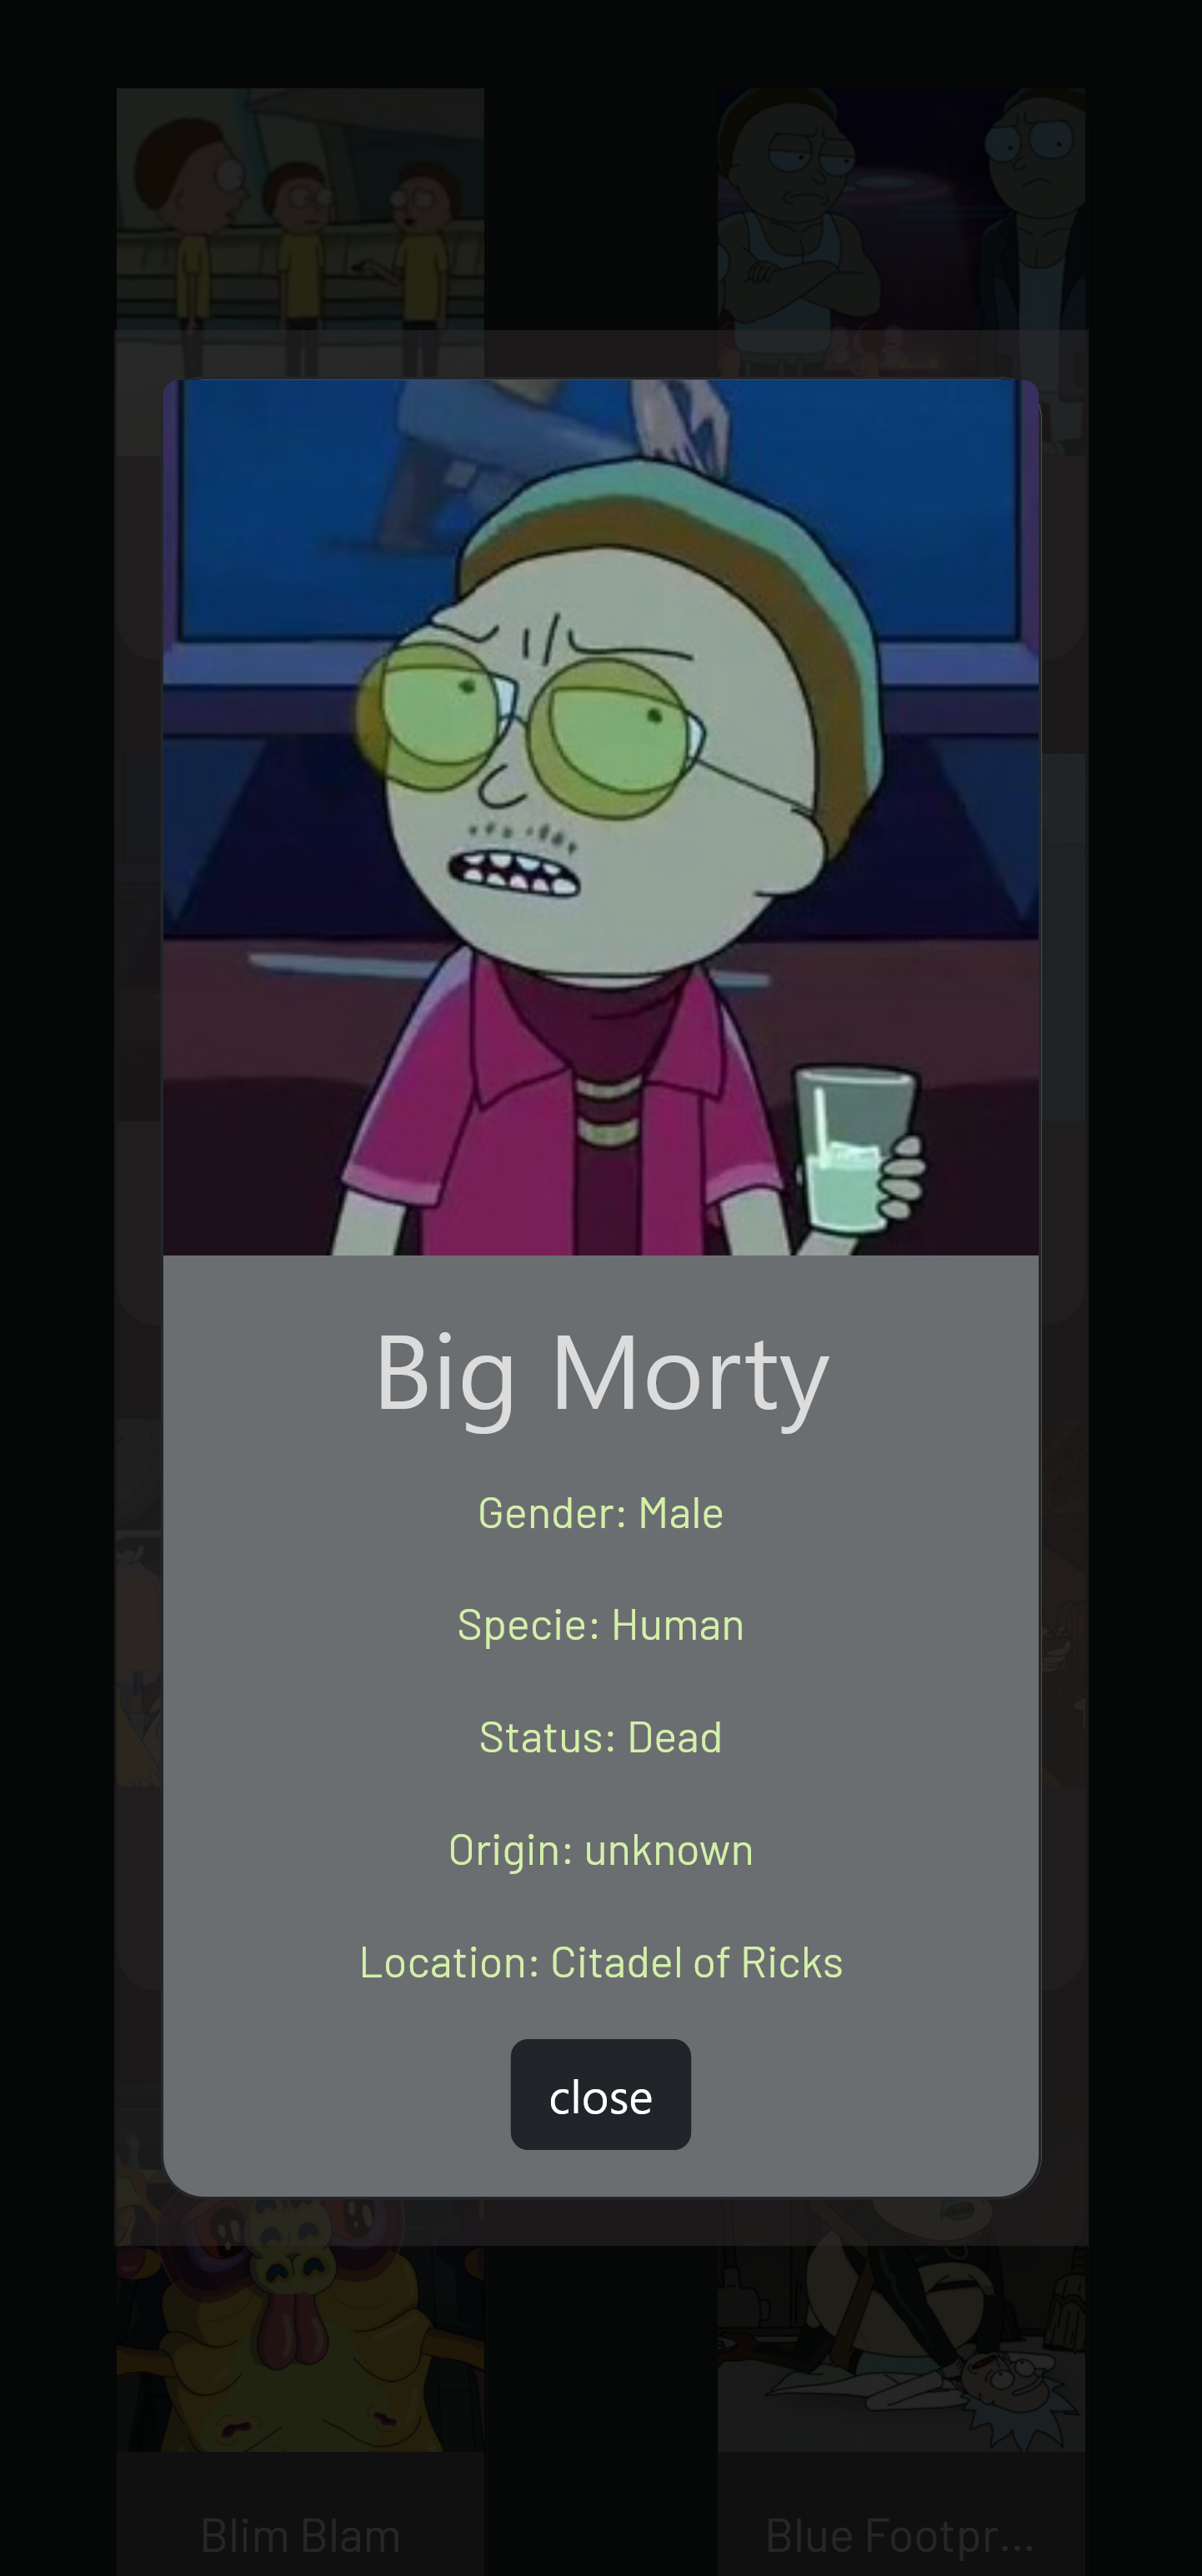 Big Morty
Gender: Male
Specie: Human
Status: Dead
Origin: unknown
Location: Citadel of Ricks
close
Blim Blam
Blue Footpr...